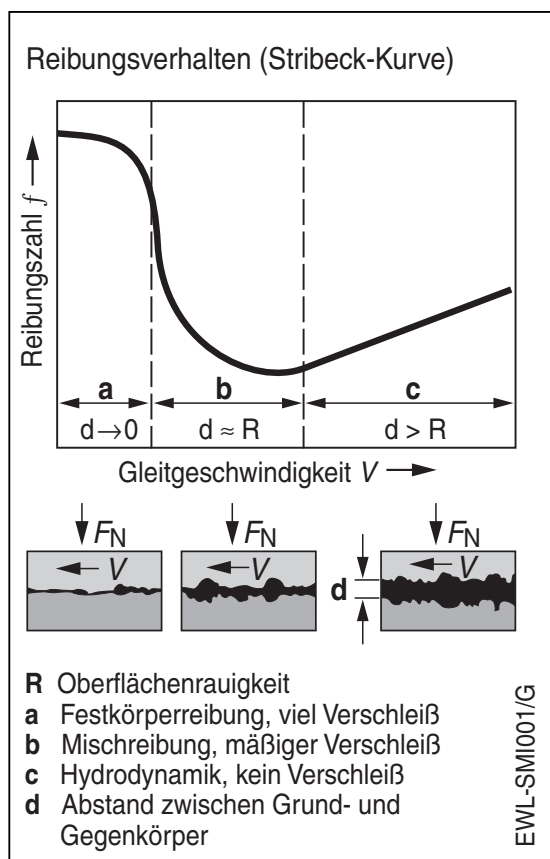 Reibungsverhalten (Stribeck-Kurve)
Reibungszahl f
a b c
d→0 d ≈ R d > R
Gleitgeschwindigkeit V
FN FN FN
V V V
d
R Oberflächenrauigkeit
a Festkörperreibung, viel Verschleiß
b Mischreibung, mäßiger Verschleiß
c Hydrodynamik, kein Verschleiß
d Abstand zwischen Grund- und
Gegenkörper
EWL-SMI001/G